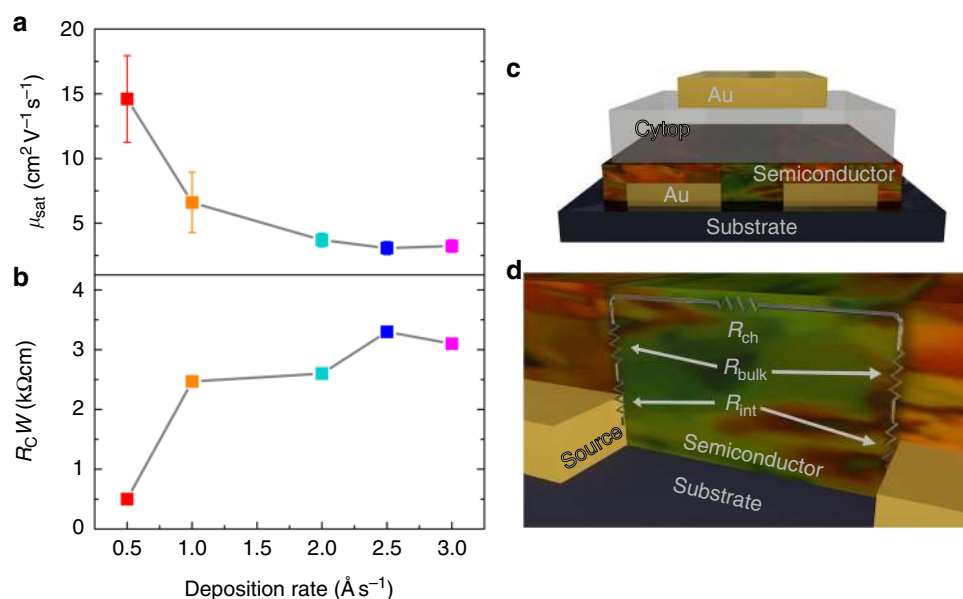 a
20
15
10
5
μsat (cm² V⁻¹ s⁻¹)
b
4
3
2
1
0
RC W (kΩcm)
0.5 1.0 2.0 2.5 3.0
Deposition rate (Å s⁻¹)
c
Au
Cytop
Semiconductor
Au
Substrate
d
Rch
Rbulk
Rint
Source
Semiconductor
Substrate